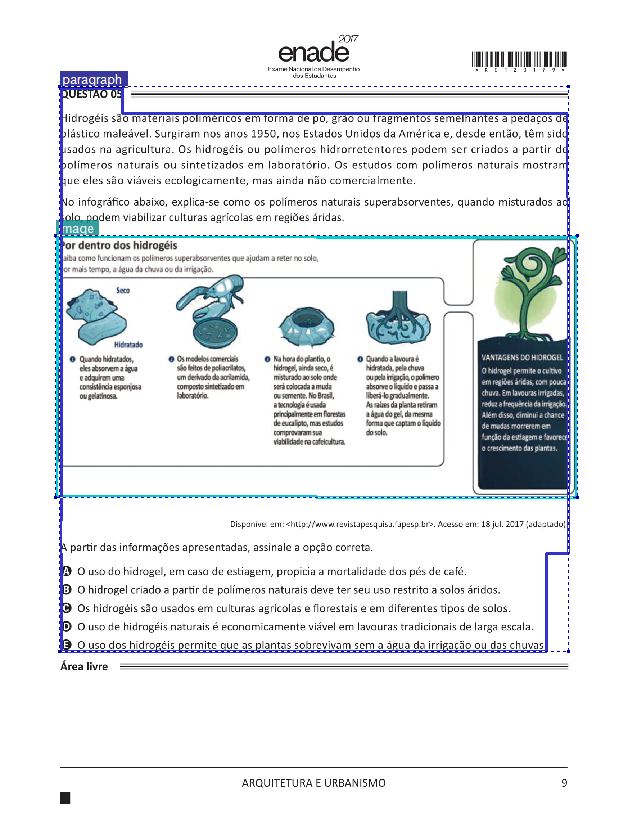 enade
2017
Exame Nacional de Desempenho
dos Estudantes
*R0512017 9*
paragraph
QUESTÃO 05
Hidrogéis são materiais poliméricos em forma de pó, grão ou fragmentos semelhantes a pedaços de
plástico maleável. Surgiram nos anos 1950, nos Estados Unidos da América e, desde então, têm sido
usados na agricultura. Os hidrogéis ou polímeros hidrorretentores podem ser criados a partir de
polímeros naturais ou sintetizados em laboratório. Os estudos com polímeros naturais mostram
que eles são viáveis ecologicamente, mas ainda não comercialmente.
No infográfico abaixo, explica-se como os polímeros naturais superabsorventes, quando misturados ao
solo, podem viabilizar culturas agrícolas em regiões áridas.
mage
Por dentro dos hidrogéis
aiba como funcionam os polímeros superabsorventes que ajudam a reter no solo,
or mais tempo, a água da chuva ou da irrigação.
Seco
Hidratado
Quando hidratados,
eles absorvem a água
e adquirem uma
consistência esponjosa
ou gelatinosa.
Os modelos comerciais
são feitos de poliacrilatos,
um derivado da acrilamida,
composto sintetizado em
laboratório.
Na hora do plantio, o
hidrogel, ainda seco, é
misturado ao solo onde
será colocada a muda
ou semente. No Brasil,
a tecnologia é usada
principalmente em florestas
de eucalipto, mas estudos
comprovaram sua
viabilidade na cafeicultura.
Quando a lavoura é
hidratada, pela chuva
ou pela irrigação, o polímero
absorve o líquido e passa a
liberá-lo gradualmente.
As raízes da planta retiram
a água do gel, da mesma
forma que captam o líquido
do solo.
VANTAGENS DO HIDROGEL
O hidrogel permite o cultivo
em regiões áridas, com pouca
chuva. Em lavouras irrigadas,
reduz a frequência da irrigação.
Além disso, diminui a chance
de mudas morrerem em
função da estiagem e favorece
o crescimento das plantas.
Disponível em: <http://www.revistapesquisa.fapesp.br>. Acesso em: 18 jul. 2017 (adaptado)
A partir das informações apresentadas, assinale a opção correta.
A O uso do hidrogel, em caso de estiagem, propicia a mortalidade dos pés de café.
B O hidrogel criado a partir de polímeros naturais deve ter seu uso restrito a solos áridos.
C Os hidrogéis são usados em culturas agrícolas e florestais e em diferentes tipos de solos.
D O uso de hidrogéis naturais é economicamente viável em lavouras tradicionais de larga escala.
E O uso dos hidrogéis permite que as plantas sobrevivam sem a água da irrigação ou das chuvas
Área livre
ARQUITETURA E URBANISMO
9